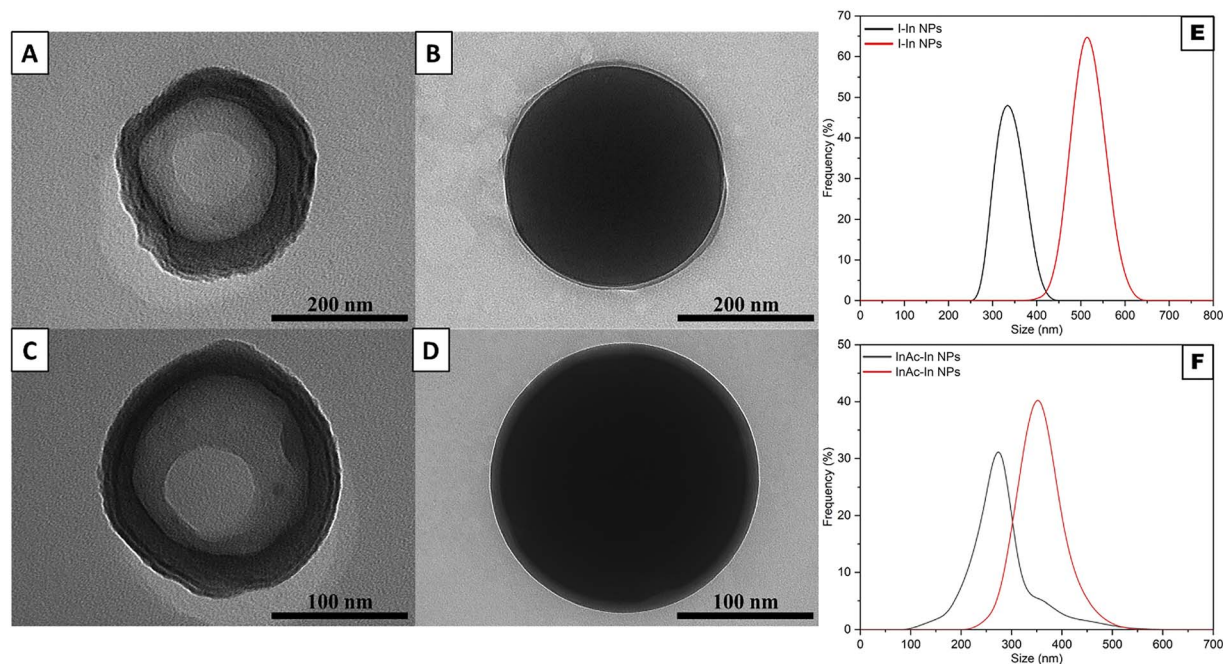 A
200 nm
B
200 nm
C
100 nm
D
100 nm
E
I-In NPs
I-In NPs
70
60
50
40
30
20
10
0
Frequency (%)
0 100 200 300 400 500 600 700 800
Size (nm)
F
InAc-In NPs
InAc-In NPs
50
40
30
20
10
0
Frequency (%)
0 100 200 300 400 500 600 700
Size (nm)